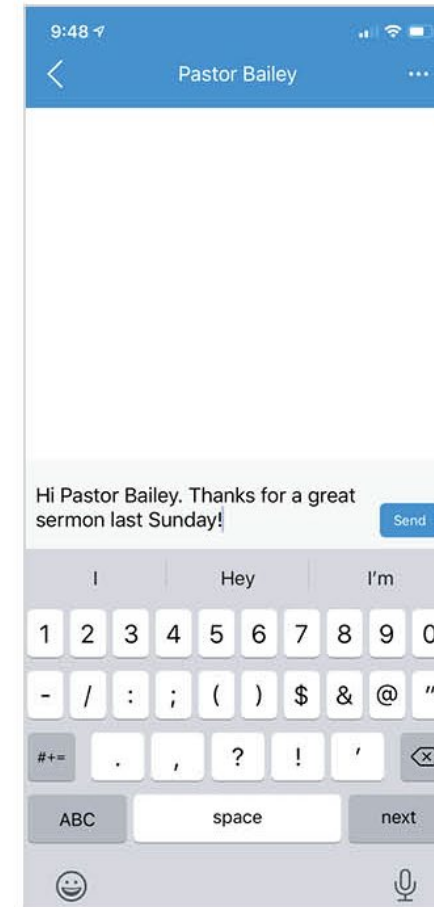 9:48
Pastor Bailey
...
Hi Pastor Bailey. Thanks for a great
sermon last Sunday!
Send
I Hey I'm
1 2 3 4 5 6 7 8 9 0
- / : ; ( ) $ & @ "
#+= . , ? ! '
ABC space next